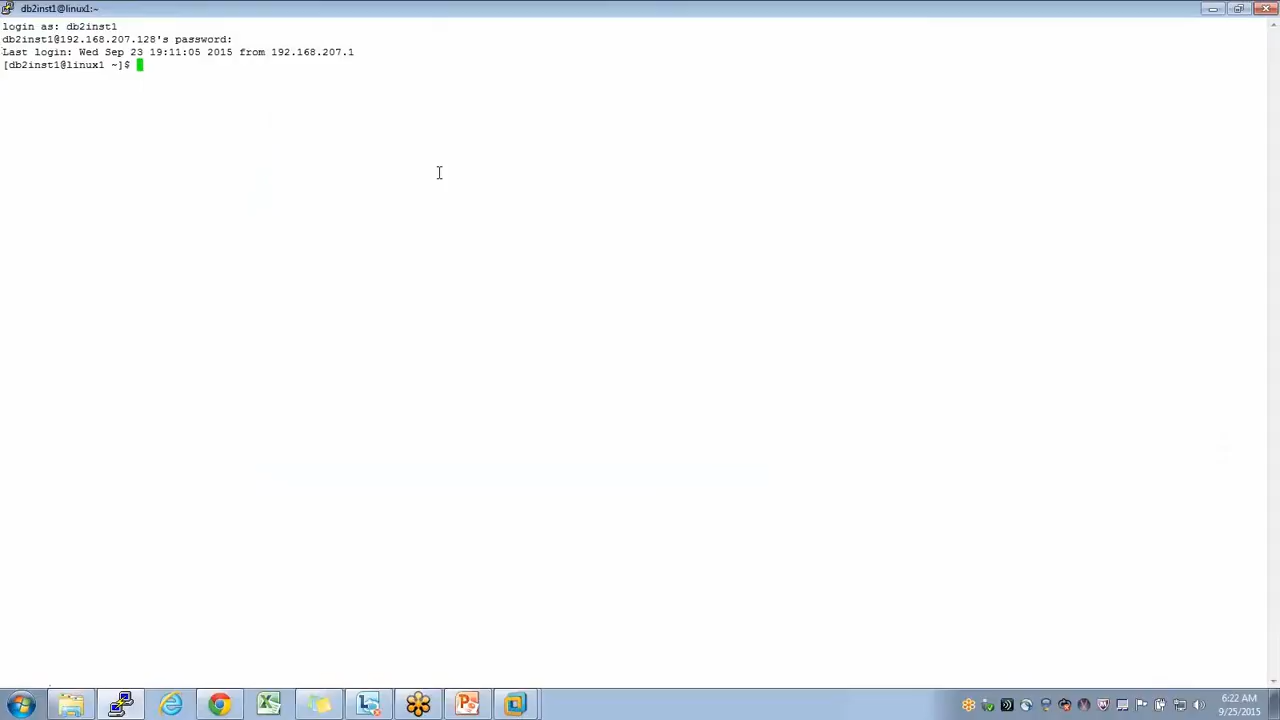 db2inst1@linux1:~
login as: db2inst1
db2inst1@192.168.207.128's password:
Last login: Wed Sep 23 19:11:05 2015 from 192.168.207.1
[db2inst1@linux1 ~]$
6:22 AM
9/25/2015